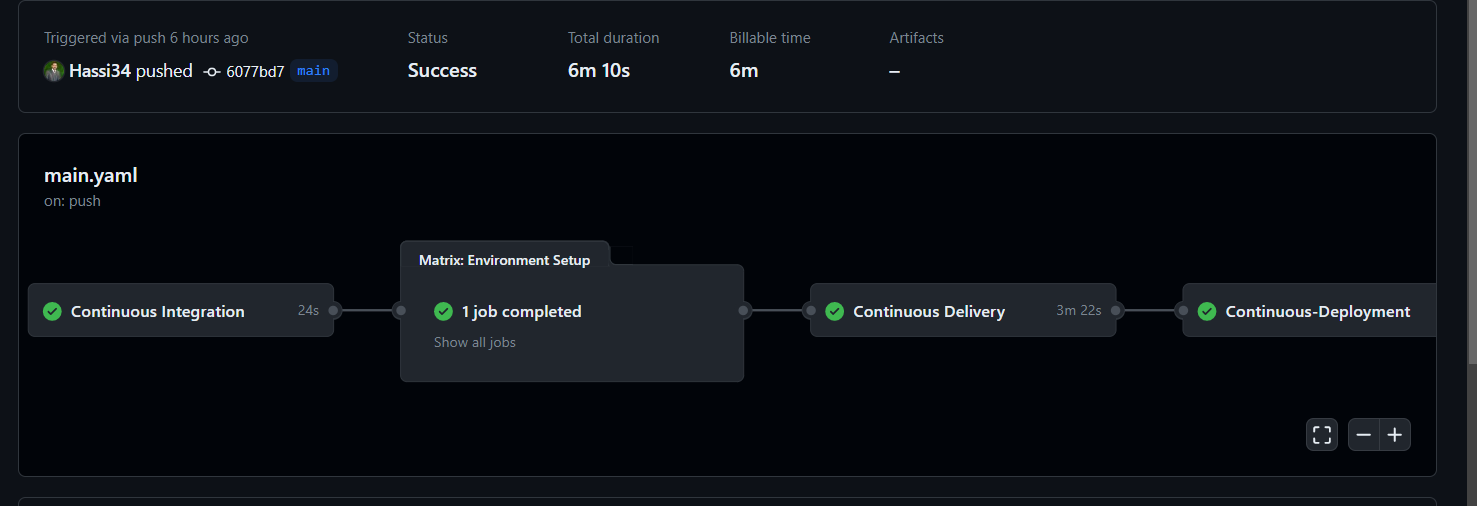 Triggered via push 6 hours ago
Hassi34 pushed 6077bd7 main
Status
Success
Total duration
6m 10s
Billable time
6m
Artifacts
–
main.yaml
on: push
Matrix: Environment Setup
Continuous Integration 24s
1 job completed
Show all jobs
Continuous Delivery 3m 22s
Continuous-Deployment